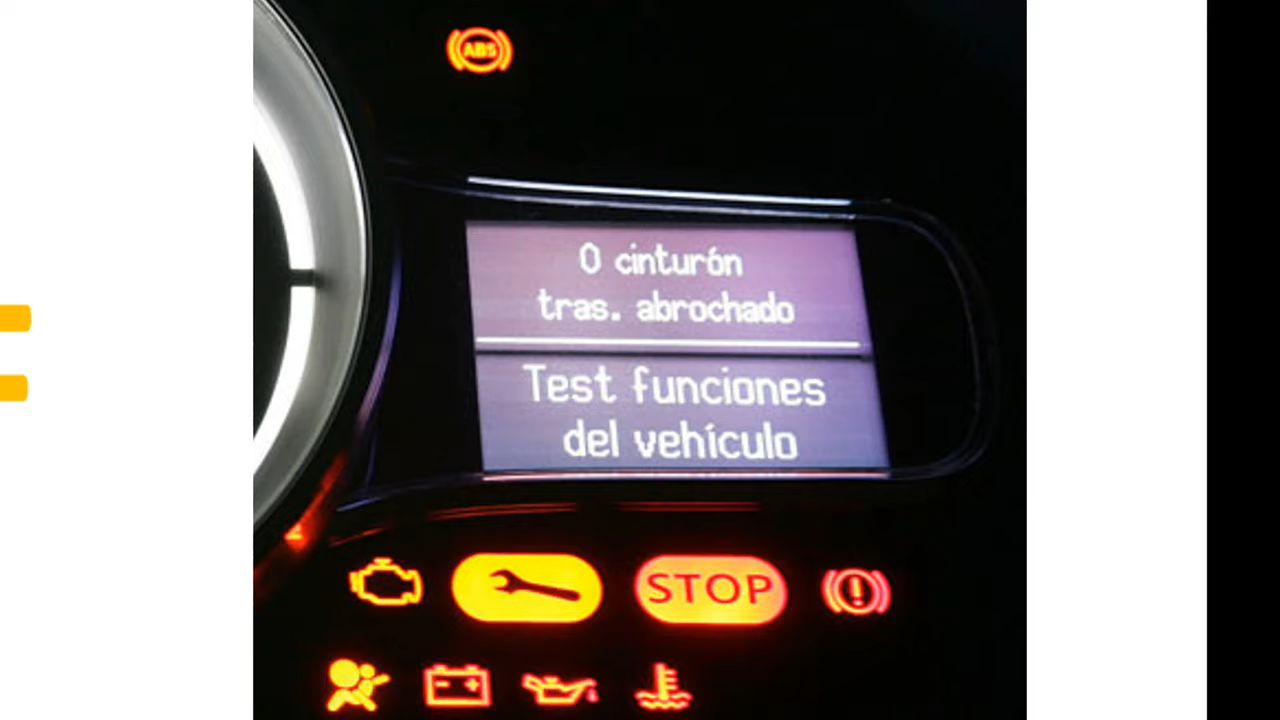 ABS
0 cinturón
tras. abrochado
Test funciones
del vehículo
STOP